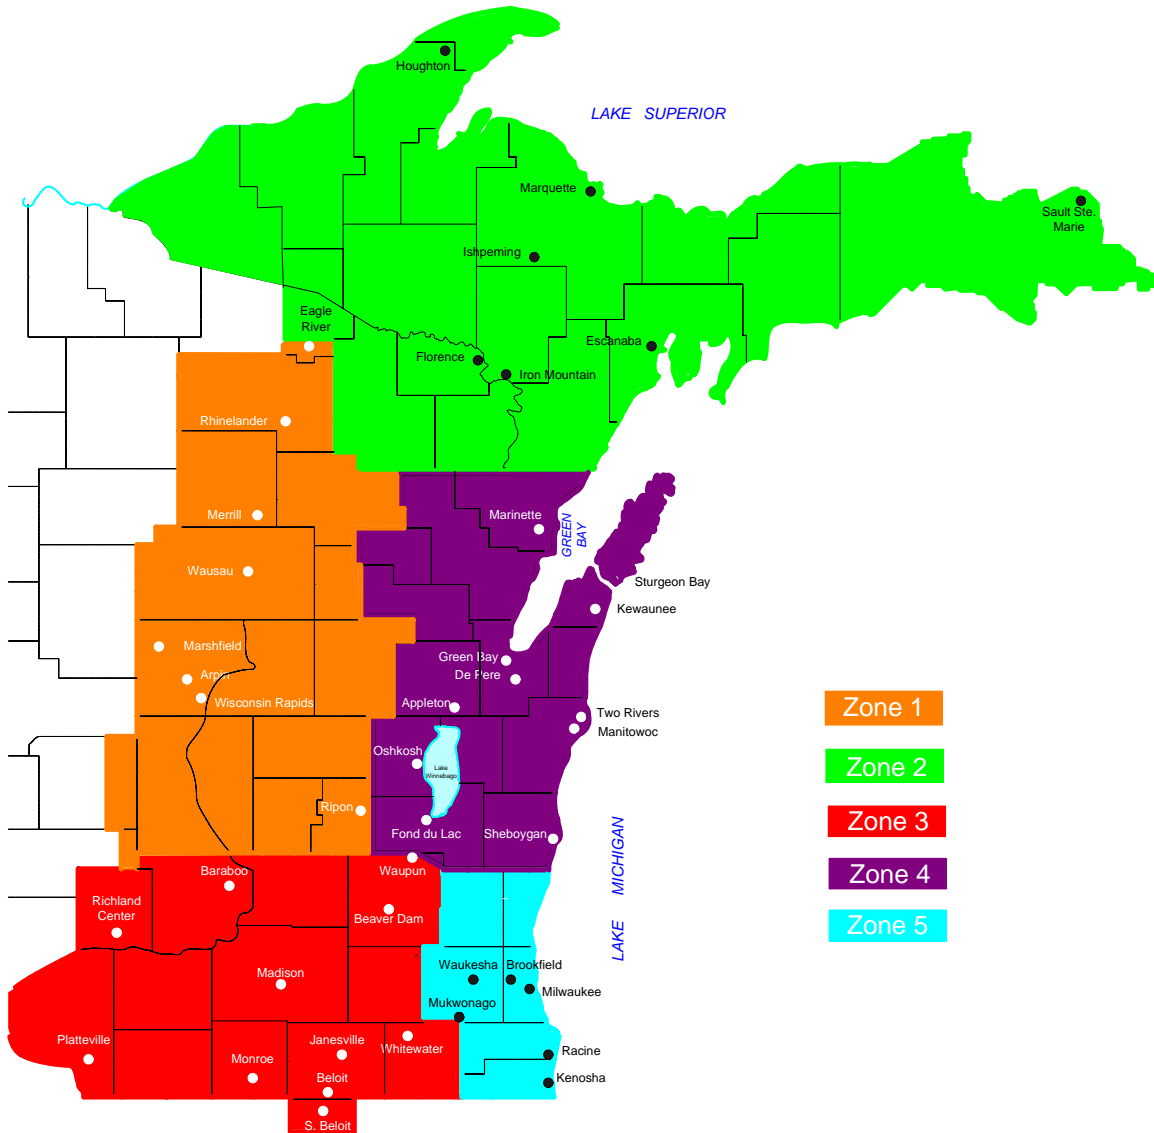 Houghton
LAKE SUPERIOR
Marquette
Sault Ste.
Marie
Ishpeming
Eagle
River
Escanaba
Florence
Iron Mountain
Rhinelander
Merrill
Marinette
GREEN
BAY
Wausau
Sturgeon Bay
Kewaunee
Marshfield
Green Bay
Arpin
De Pere
Wisconsin Rapids
Appleton
Two Rivers
Manitowoc
Zone 1
Oshkosh
Lake
Winnebago
Zone 2
Ripon
Fond du Lac
Sheboygan
Zone 3
Baraboo
Waupun
LAKE MICHIGAN
Zone 4
Richland
Center
Beaver Dam
Zone 5
Madison
Waukesha
Brookfield
Milwaukee
Mukwonago
Platteville
Janesville
Whitewater
Racine
Monroe
Beloit
Kenosha
S. Beloit